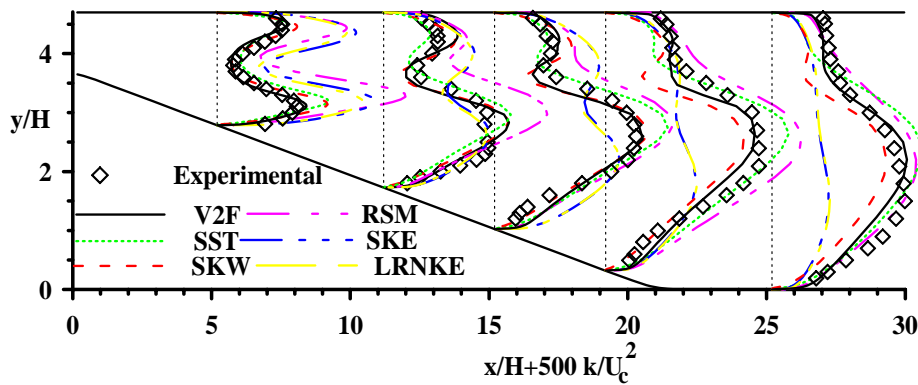 4
y/H
2
0
Experimental
V2F RSM
SST SKE
SKW LRNKE
0 5 10 15 20 25 30
x/H+500 k/U_c^2